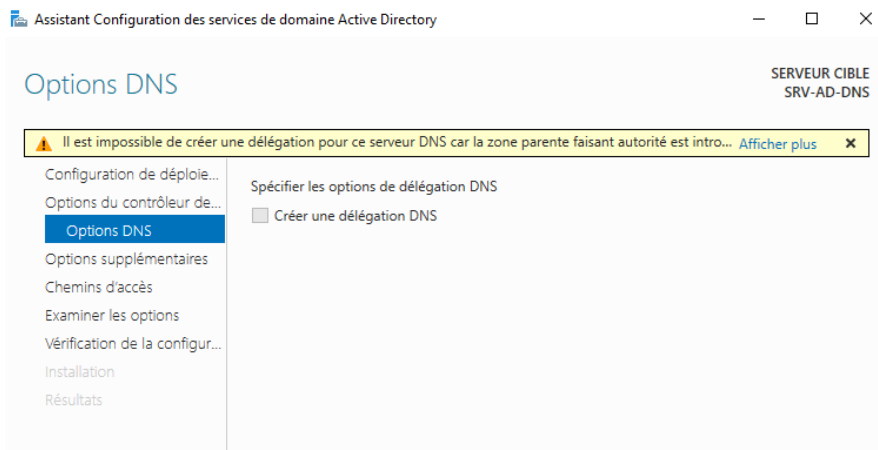 Assistant Configuration des services de domaine Active Directory
Options DNS
SERVEUR CIBLE
SRV-AD-DNS
Il est impossible de créer une délégation pour ce serveur DNS car la zone parente faisant autorité est intro... Afficher plus
Configuration de déploie...
Options du contrôleur de...
Options DNS
Options supplémentaires
Chemins d'accès
Examiner les options
Vérification de la configur...
Installation
Résultats
Spécifier les options de délégation DNS
Créer une délégation DNS